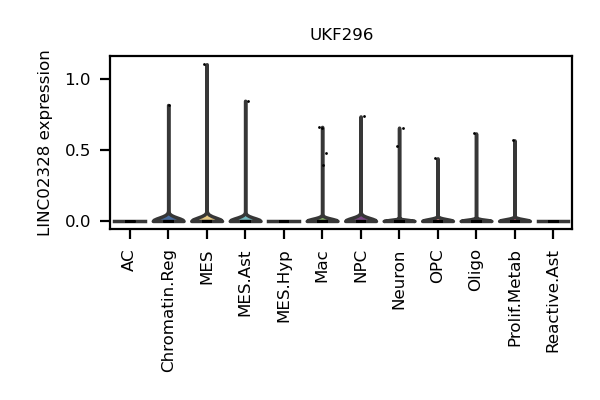 UKF296
LINC02328 expression
1.0
0.5
0.0
AC
Chromatin.Reg
MES
MES.Ast
MES.Hyp
Mac
NPC
Neuron
OPC
Oligo
Prolif.Metab
Reactive.Ast